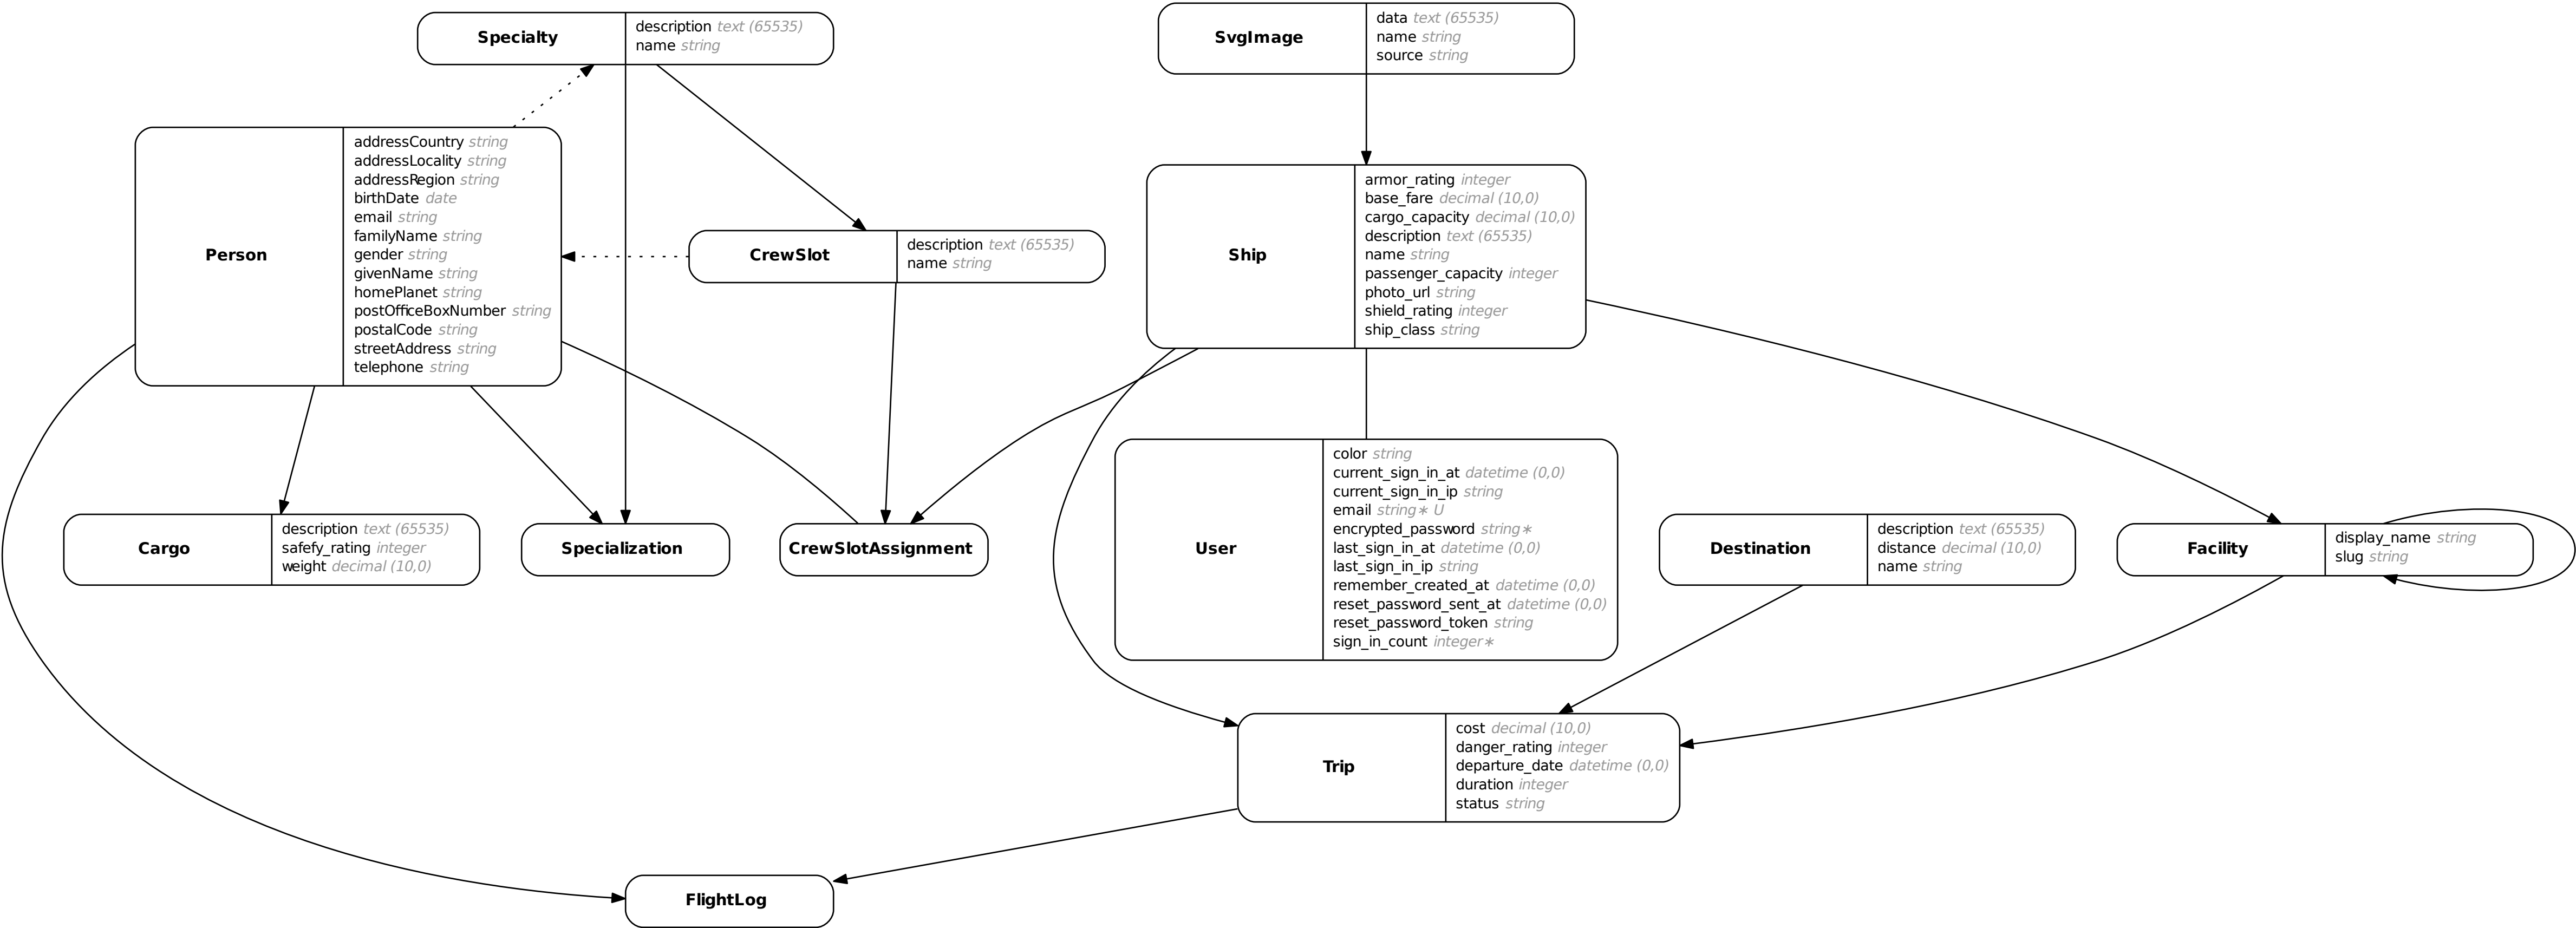 Specialty
description text (65535)
name string
SvgImage
data text (65535)
name string
source string
Person
addressCountry string
addressLocality string
addressRegion string
birthDate date
email string
familyName string
gender string
givenName string
homePlanet string
postOfficeBoxNumber string
postalCode string
streetAddress string
telephone string
CrewSlot
description text (65535)
name string
Ship
armor_rating integer
base_fare decimal (10,0)
cargo_capacity decimal (10,0)
description text (65535)
name string
passenger_capacity integer
photo_url string
shield_rating integer
ship_class string
Cargo
description text (65535)
safefy_rating integer
weight decimal (10,0)
Specialization
CrewSlotAssignment
User
color string
current_sign_in_at datetime (0,0)
current_sign_in_ip string
email string∗ U
encrypted_password string∗
last_sign_in_at datetime (0,0)
last_sign_in_ip string
remember_created_at datetime (0,0)
reset_password_sent_at datetime (0,0)
reset_password_token string
sign_in_count integer∗
Destination
description text (65535)
distance decimal (10,0)
name string
Facility
display_name string
slug string
Trip
cost decimal (10,0)
danger_rating integer
departure_date datetime (0,0)
duration integer
status string
FlightLog